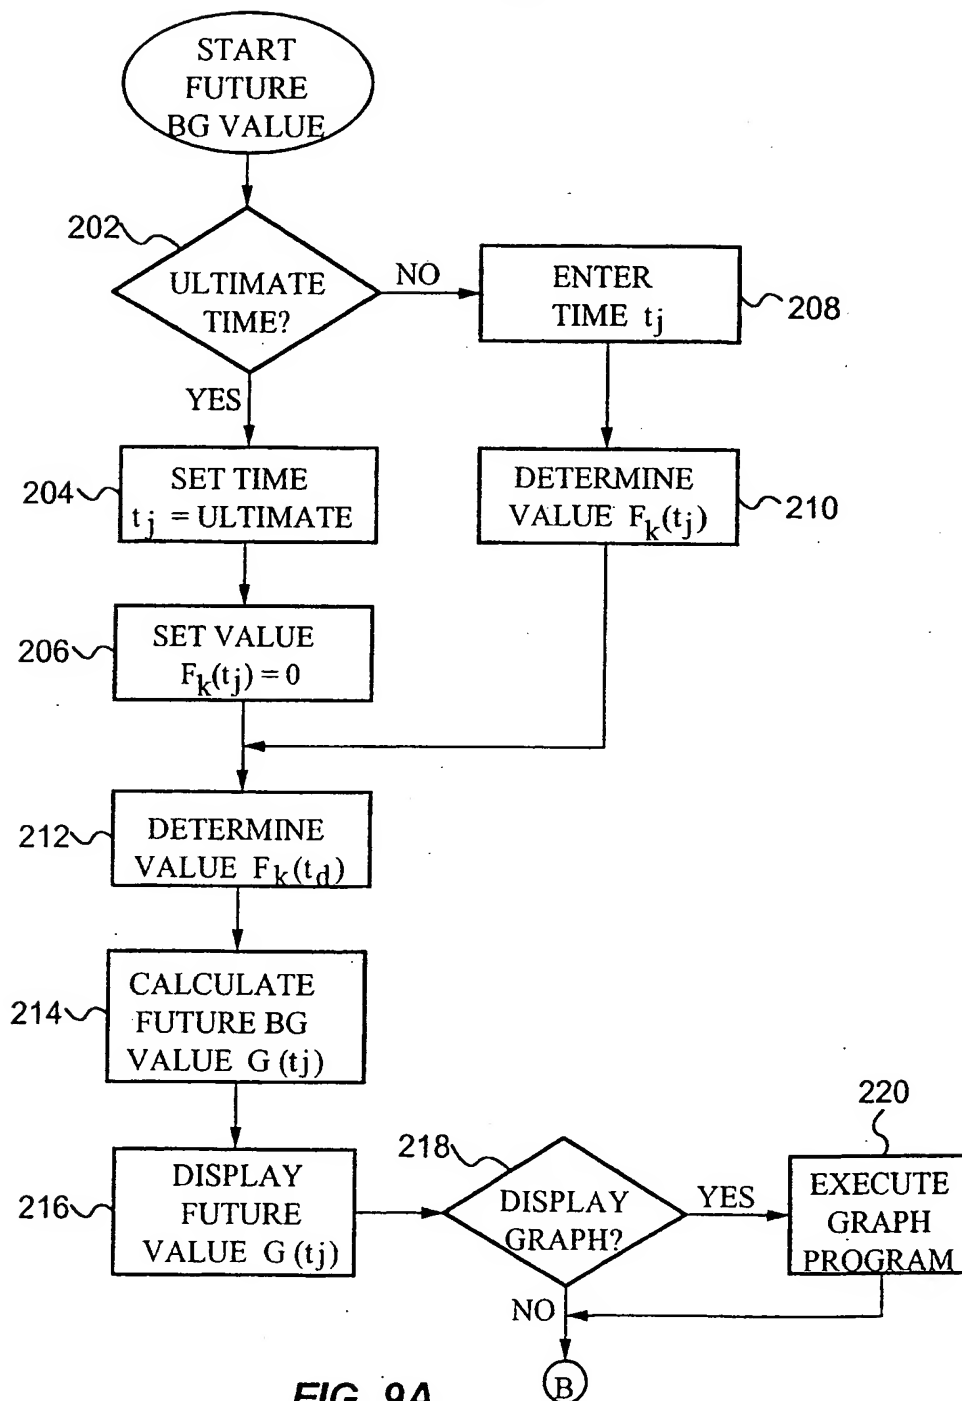 START
FUTURE
BG VALUE
202
ULTIMATE
TIME?
NO
ENTER
TIME tj
208
YES
204
SET TIME
tj = ULTIMATE
DETERMINE
VALUE Fk(tj)
210
206
SET VALUE
Fk(tj) = 0
212
DETERMINE
VALUE Fk(td)
214
CALCULATE
FUTURE BG
VALUE G(tj)
216
DISPLAY
FUTURE
VALUE G(tj)
218
DISPLAY
GRAPH?
YES
220
EXECUTE
GRAPH
PROGRAM
NO
B
FIG. 9A